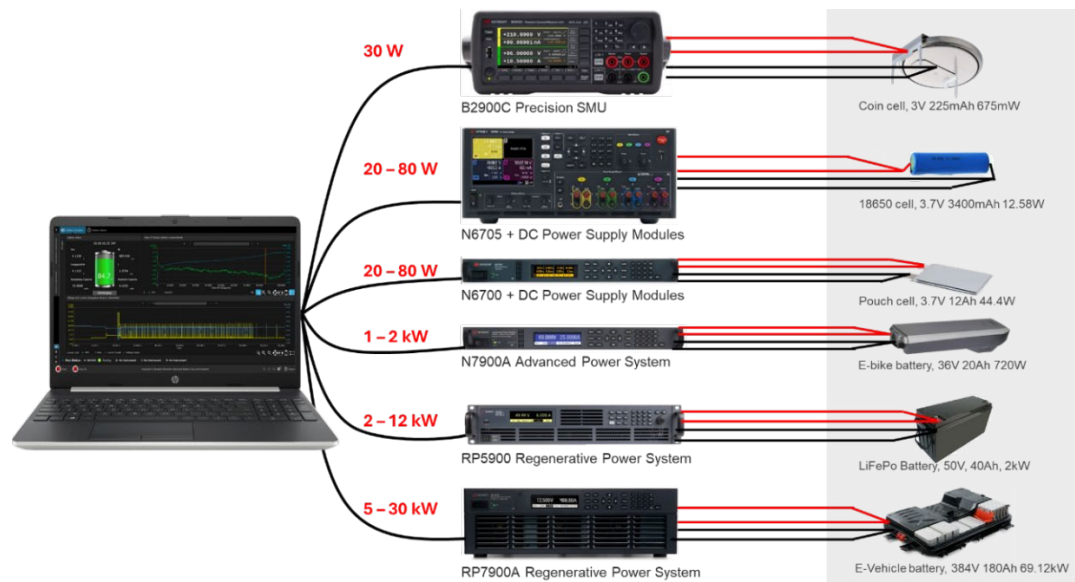 30 W
B2900C Precision SMU
Coin cell, 3V 225mAh 675mW
20 – 80 W
N6705 + DC Power Supply Modules
18650 cell, 3.7V 3400mAh 12.58W
20 – 80 W
N6700 + DC Power Supply Modules
Pouch cell, 3.7V 12Ah 44.4W
1 – 2 kW
N7900A Advanced Power System
E-bike battery, 36V 20Ah 720W
2 – 12 kW
RP5900 Regenerative Power System
LiFePo Battery, 50V, 40Ah, 2kW
5 – 30 kW
RP7900A Regenerative Power System
E-Vehicle battery, 384V 180Ah 69.12kW
hp